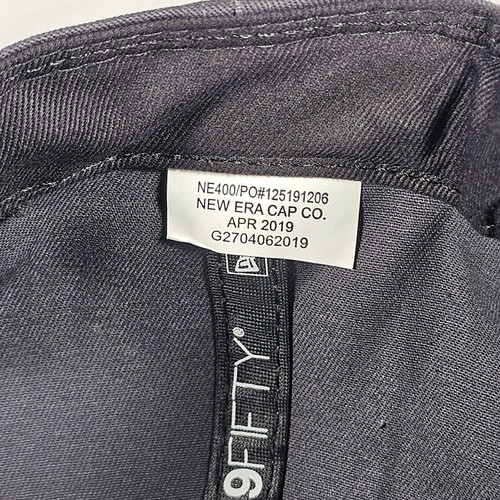 NE400/PO#125191206
NEW ERA CAP CO.
APR 2019
G2704062019
9FIFTY®